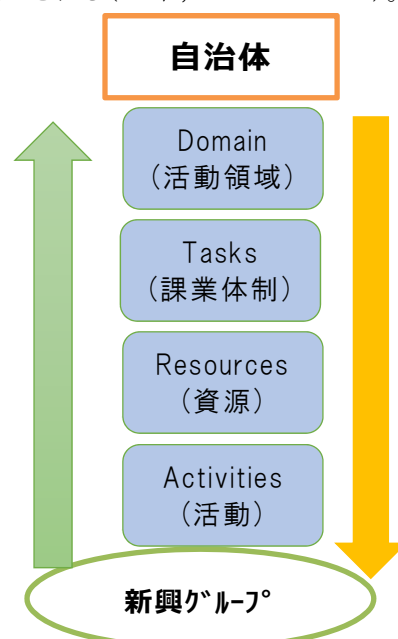 自治体
Domain
（活動領域）
Tasks
（課業体制）
Resources
（資源）
Activities
（活動）
新興ｸﾞﾙｰﾌﾟ